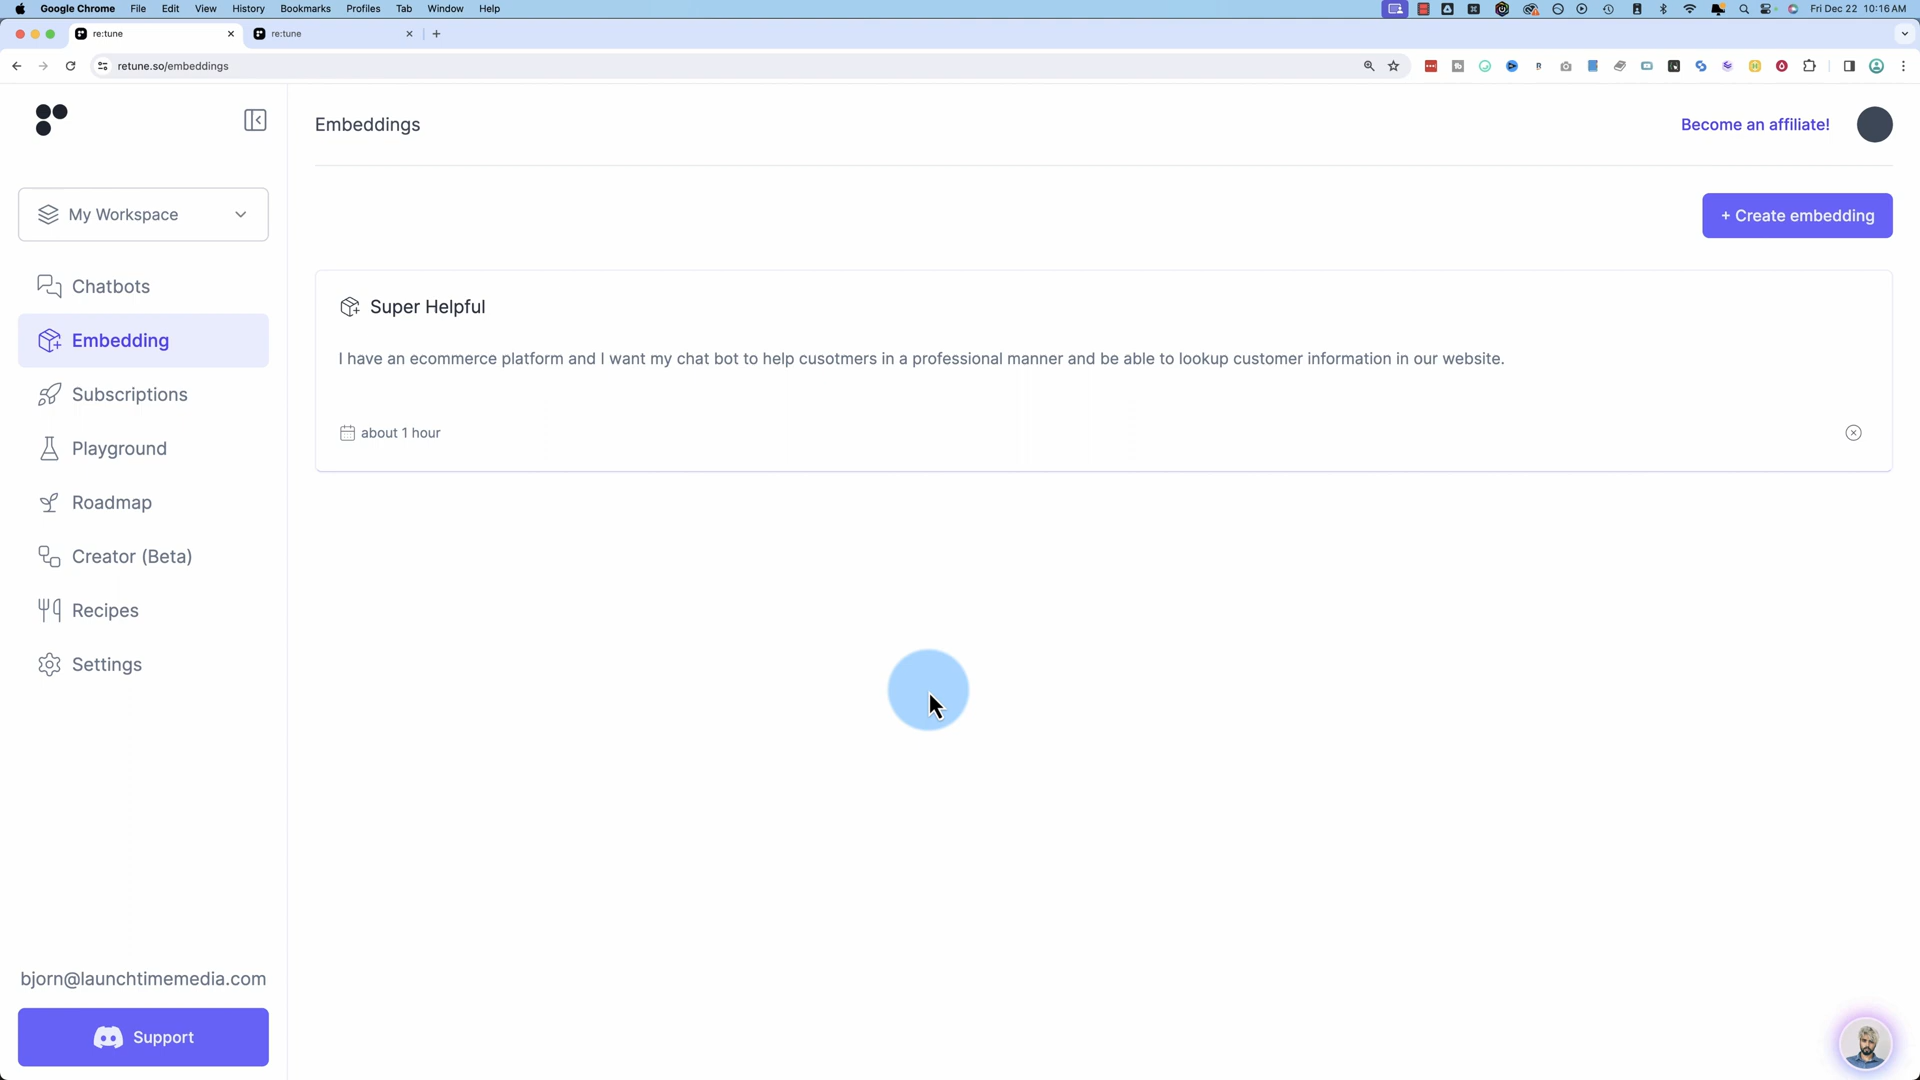 Google Chrome File Edit View History Bookmarks Profiles Tab Window Help Fri Dec 22 10:16 AM
re:tune re:tune
retune.so/embeddings
Embeddings
Become an affiliate!
My Workspace
+ Create embedding
Chatbots
Embedding
Subscriptions
Playground
Roadmap
Creator (Beta)
Recipes
Settings
Super Helpful
I have an ecommerce platform and I want my chat bot to help cusotmers in a professional manner and be able to lookup customer information in our website.
about 1 hour
bjorn@launchtimemedia.com
Support